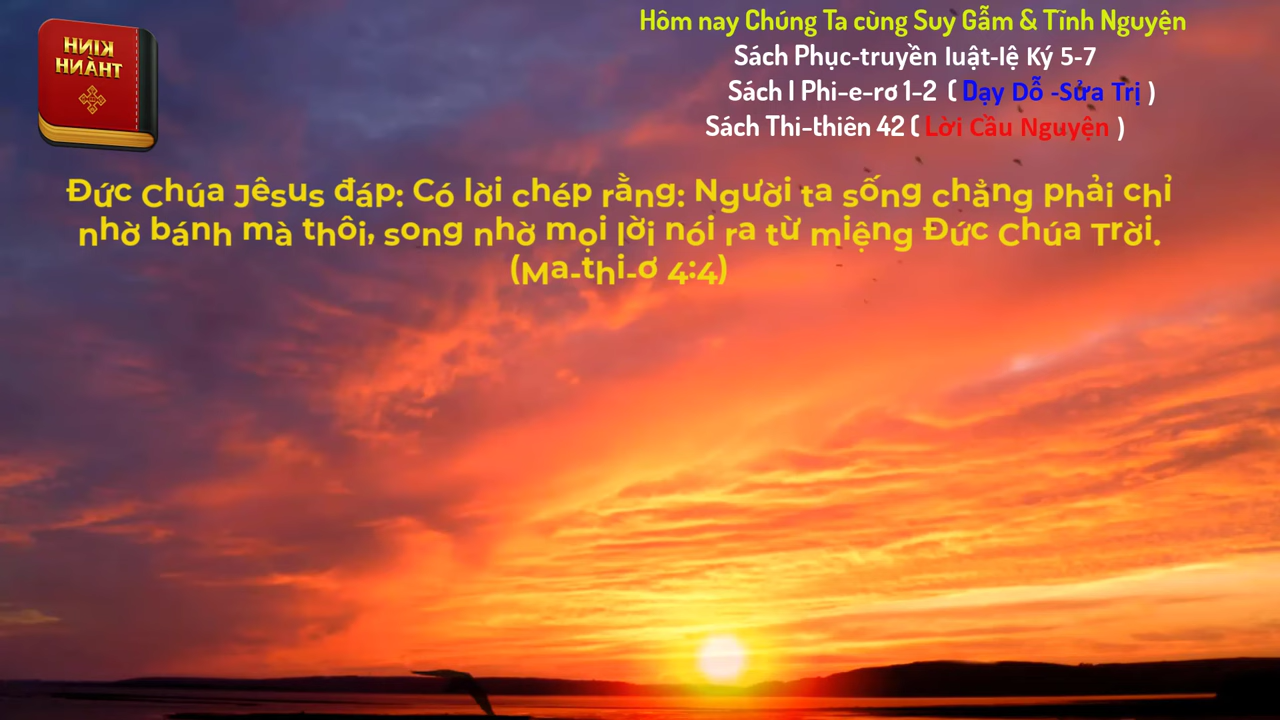 KINH
THÀNH
Hôm nay Chúng Ta cùng Suy Gẫm & Tĩnh Nguyện
Sách Phục-truyền luật-lệ Ký 5-7
Sách I Phi-e-rơ 1-2 ( Dạy Dỗ -Sửa Trị )
Sách Thi-thiên 42 ( Lời Cầu Nguyện )
Đức Chúa Jêsus đáp: Có lời chép rằng: Người ta sống chẳng phải chỉ
nhờ bánh mà thôi, song nhờ mọi lời nói ra từ miệng Đức Chúa Trời.
(Ma-thi-ơ 4:4)